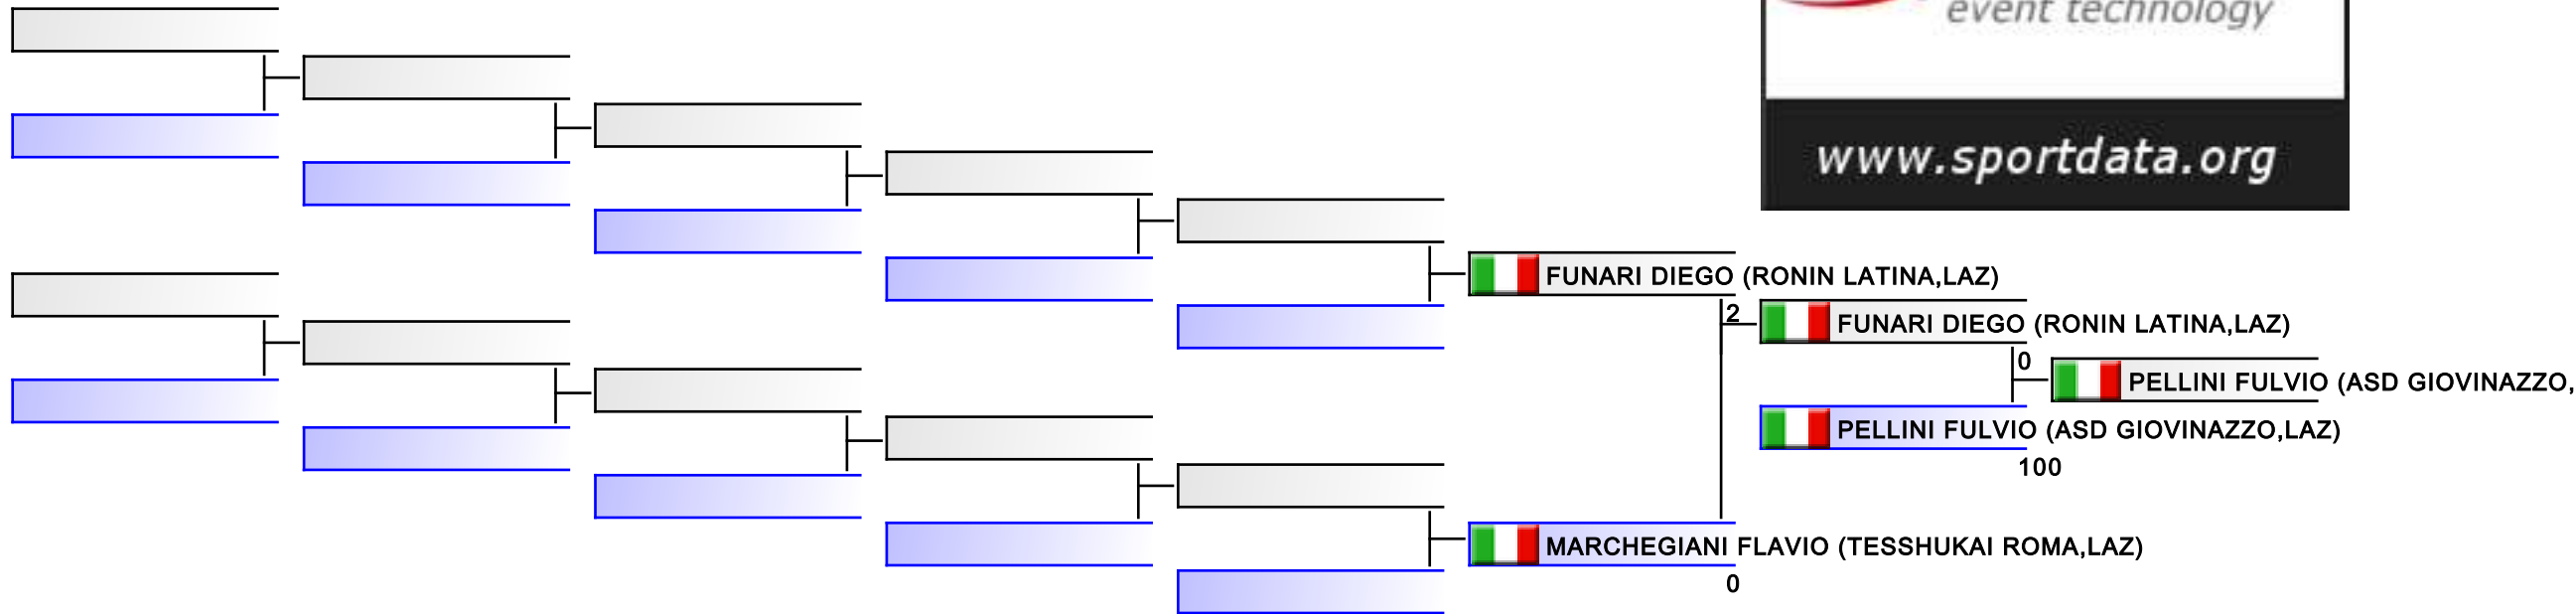 event technology
www.sportdata.org
FUNARI DIEGO (RONIN LATINA,LAZ)
2
FUNARI DIEGO (RONIN LATINA,LAZ)
0
PELLINI FULVIO (ASD GIOVINAZZO,
PELLINI FULVIO (ASD GIOVINAZZO,LAZ)
100
MARCHEGIANI FLAVIO (TESSHUKAI ROMA,LAZ)
0